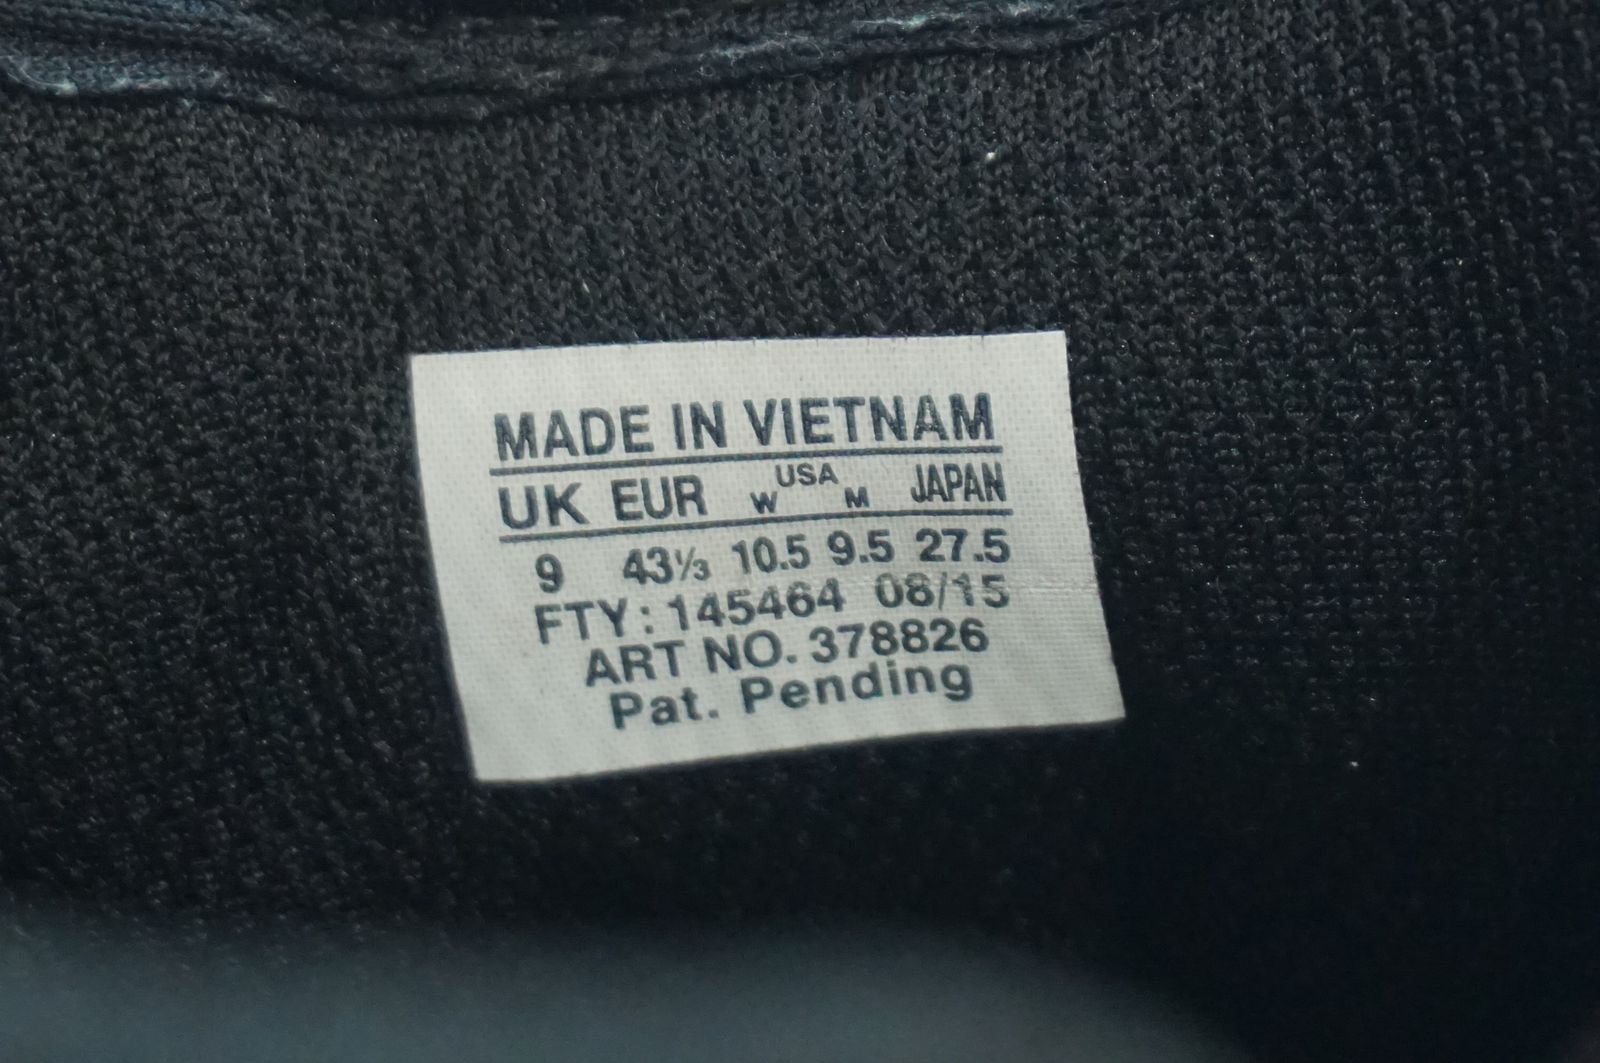 MADE IN VIETNAM
UK EUR W USA M JAPAN
9 43⅓ 10.5 9.5 27.5
FTY: 145464 08/15
ART NO. 378826
Pat. Pending